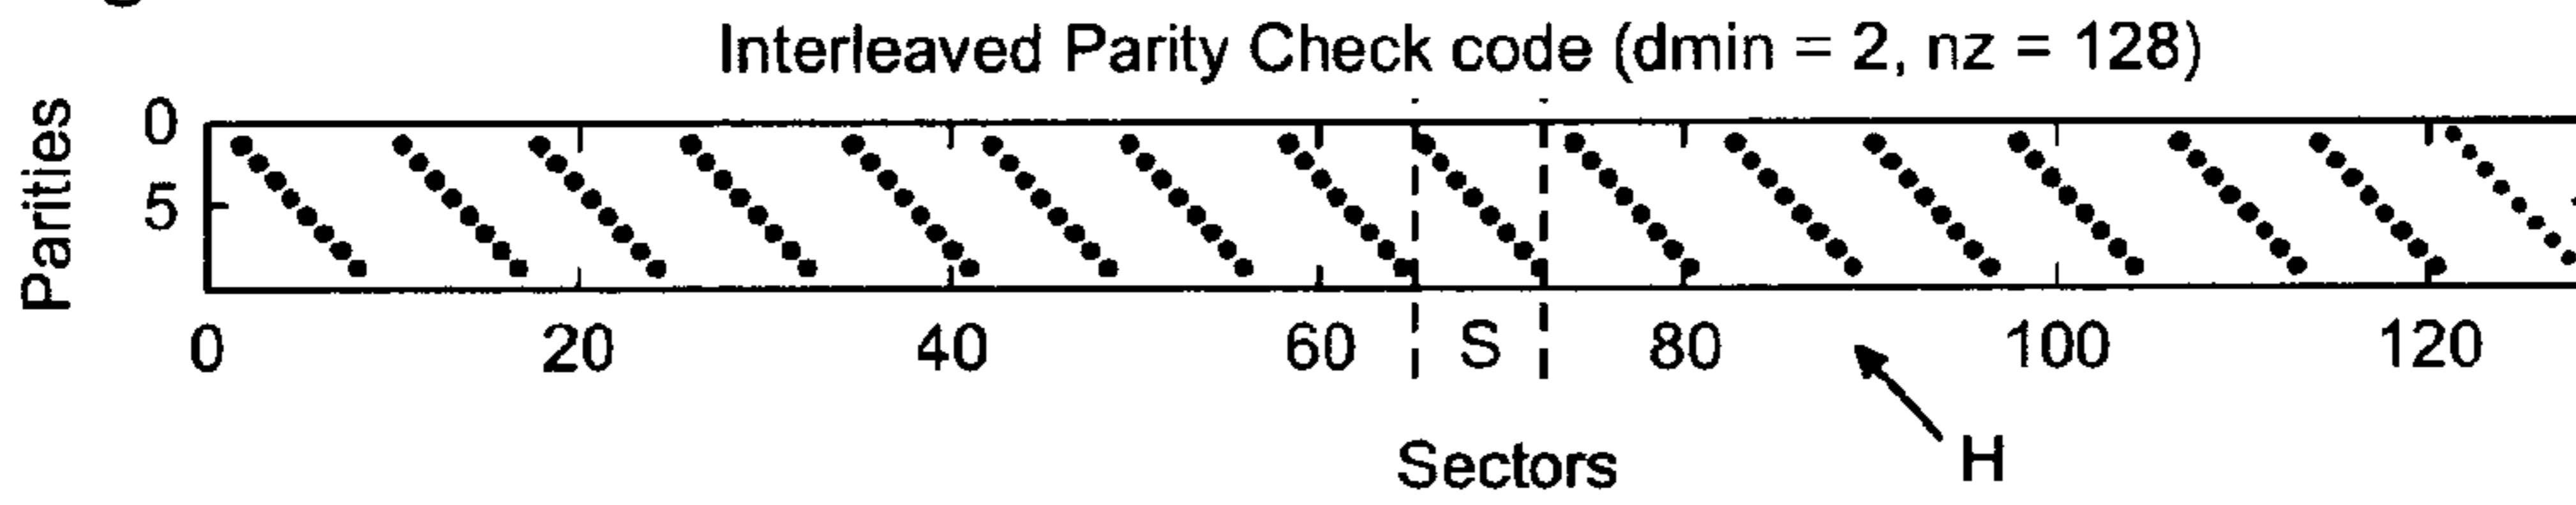 Interleaved Parity Check code (dmin = 2, nz = 128)
Parities
0
5
0 20 40 60 S 80 100 120
Sectors
H